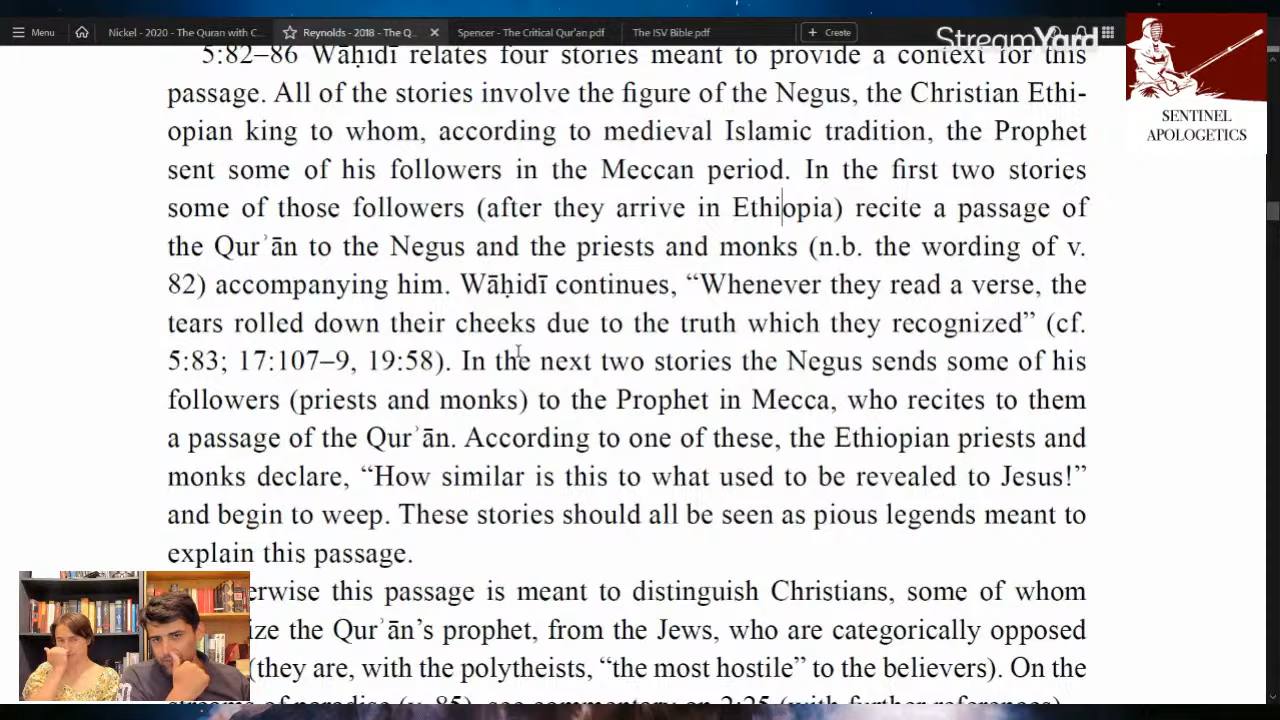 Menu
Nickel - 2020 - The Quran with C...
Reynolds - 2018 - The Q...
Spencer - The Critical Qur'an.pdf
The ISV Bible.pdf
+ Create
StreamYard
SENTINEL
APOLOGETICS
5:82–86 Wāḥidī relates four stories meant to provide a context for this
passage. All of the stories involve the figure of the Negus, the Christian Ethi-
opian king to whom, according to medieval Islamic tradition, the Prophet
sent some of his followers in the Meccan period. In the first two stories
some of those followers (after they arrive in Ethiopia) recite a passage of
the Qurʾān to the Negus and the priests and monks (n.b. the wording of v.
82) accompanying him. Wāḥidī continues, “Whenever they read a verse, the
tears rolled down their cheeks due to the truth which they recognized” (cf.
5:83; 17:107–9, 19:58). In the next two stories the Negus sends some of his
followers (priests and monks) to the Prophet in Mecca, who recites to them
a passage of the Qurʾān. According to one of these, the Ethiopian priests and
monks declare, “How similar is this to what used to be revealed to Jesus!”
and begin to weep. These stories should all be seen as pious legends meant to
explain this passage.
erwise this passage is meant to distinguish Christians, some of whom
ize the Qurʾān’s prophet, from the Jews, who are categorically opposed
(they are, with the polytheists, “the most hostile” to the believers). On the
streams of paradise (v. 85), see commentary on 2:25 (with further references).